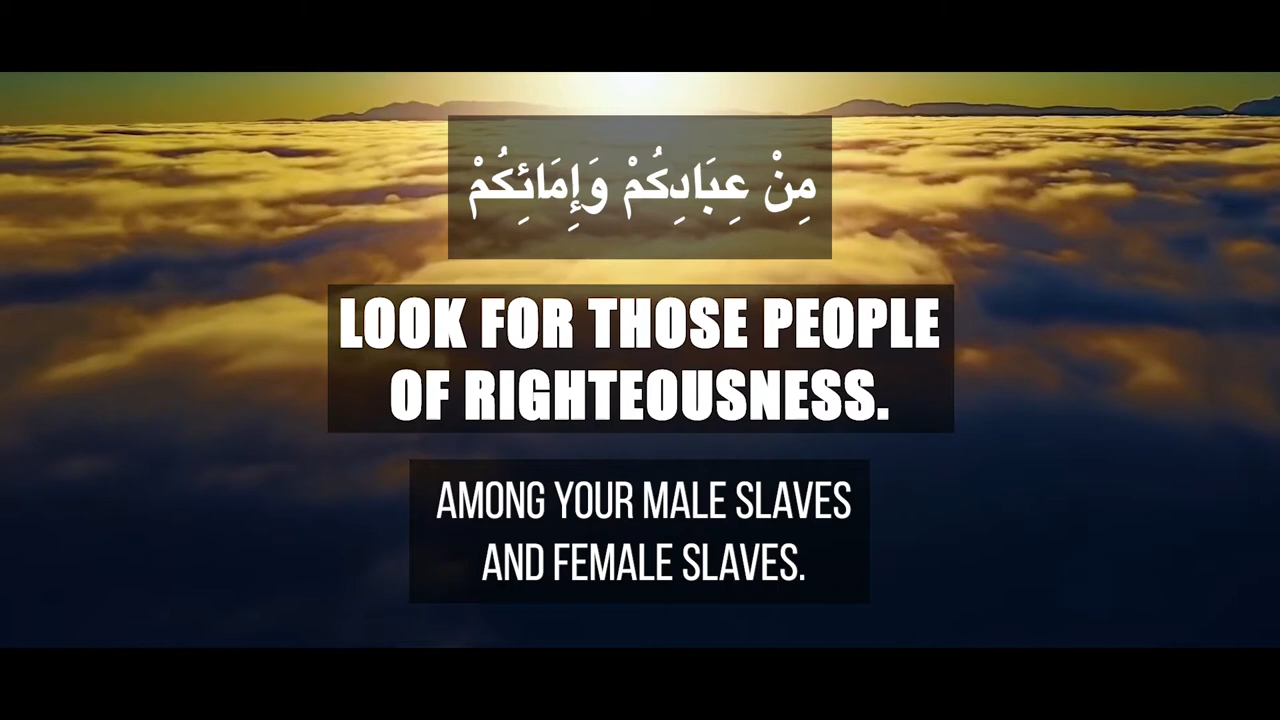 مِنْ عِبَادِكُمْ وَإِمَائِكُمْ
LOOK FOR THOSE PEOPLE
OF RIGHTEOUSNESS.
AMONG YOUR MALE SLAVES
AND FEMALE SLAVES.